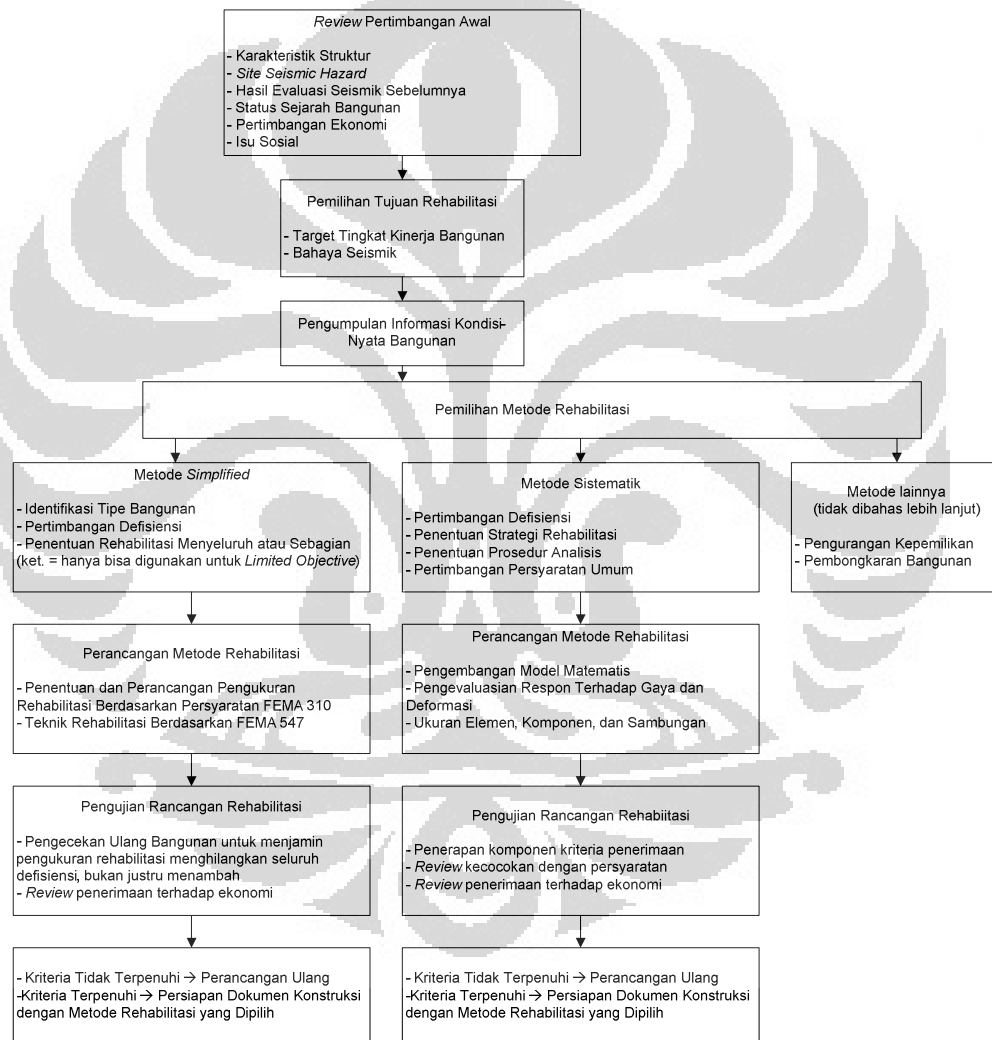 Review Pertimbangan Awal
- Karakteristik Struktur
- Site Seismic Hazard
- Hasil Evaluasi Seismik Sebelumnya
- Status Sejarah Bangunan
- Pertimbangan Ekonomi
- Isu Sosial
Pemilihan Tujuan Rehabilitasi
- Target Tingkat Kinerja Bangunan
- Bahaya Seismik
Pengumpulan Informasi Kondisi-
Nyata Bangunan
Pemilihan Metode Rehabilitasi
Metode Simplified
- Identifikasi Tipe Bangunan
- Pertimbangan Defisiensi
- Penentuan Rehabilitasi Menyeluruh atau Sebagian
(ket. = hanya bisa digunakan untuk Limited Objective)
Metode Sistematik
- Pertimbangan Defisiensi
- Penentuan Strategi Rehabilitasi
- Penentuan Prosedur Analisis
- Pertimbangan Persyaratan Umum
Metode lainnya
(tidak dibahas lebih lanjut)
- Pengurangan Kepemilikan
- Pembongkaran Bangunan
Perancangan Metode Rehabilitasi
- Penentuan dan Perancangan Pengukuran
Rehabilitasi Berdasarkan Persyaratan FEMA 310
- Teknik Rehabilitasi Berdasarkan FEMA 547
Perancangan Metode Rehabilitasi
- Pengembangan Model Matematis
- Pengevaluasian Respon Terhadap Gaya dan
Deformasi
- Ukuran Elemen, Komponen, dan Sambungan
Pengujian Rancangan Rehabilitasi
- Pengecekan Ulang Bangunan untuk menjamin
pengukuran rehabilitasi menghilangkan seluruh
defisiensi, bukan justru menambah
- Review penerimaan terhadap ekonomi
Pengujian Rancangan Rehabiitasi
- Penerapan komponen kriteria penerimaan
- Review kecocokan dengan persyaratan
- Review penerimaan terhadap ekonomi
- Kriteria Tidak Terpenuhi → Perancangan Ulang
-Kriteria Terpenuhi → Persiapan Dokumen Konstruksi
dengan Metode Rehabilitasi yang Dipilih
- Kriteria Tidak Terpenuhi → Perancangan Ulang
-Kriteria Terpenuhi → Persiapan Dokumen Konstruksi
dengan Metode Rehabilitasi yang Dipilih